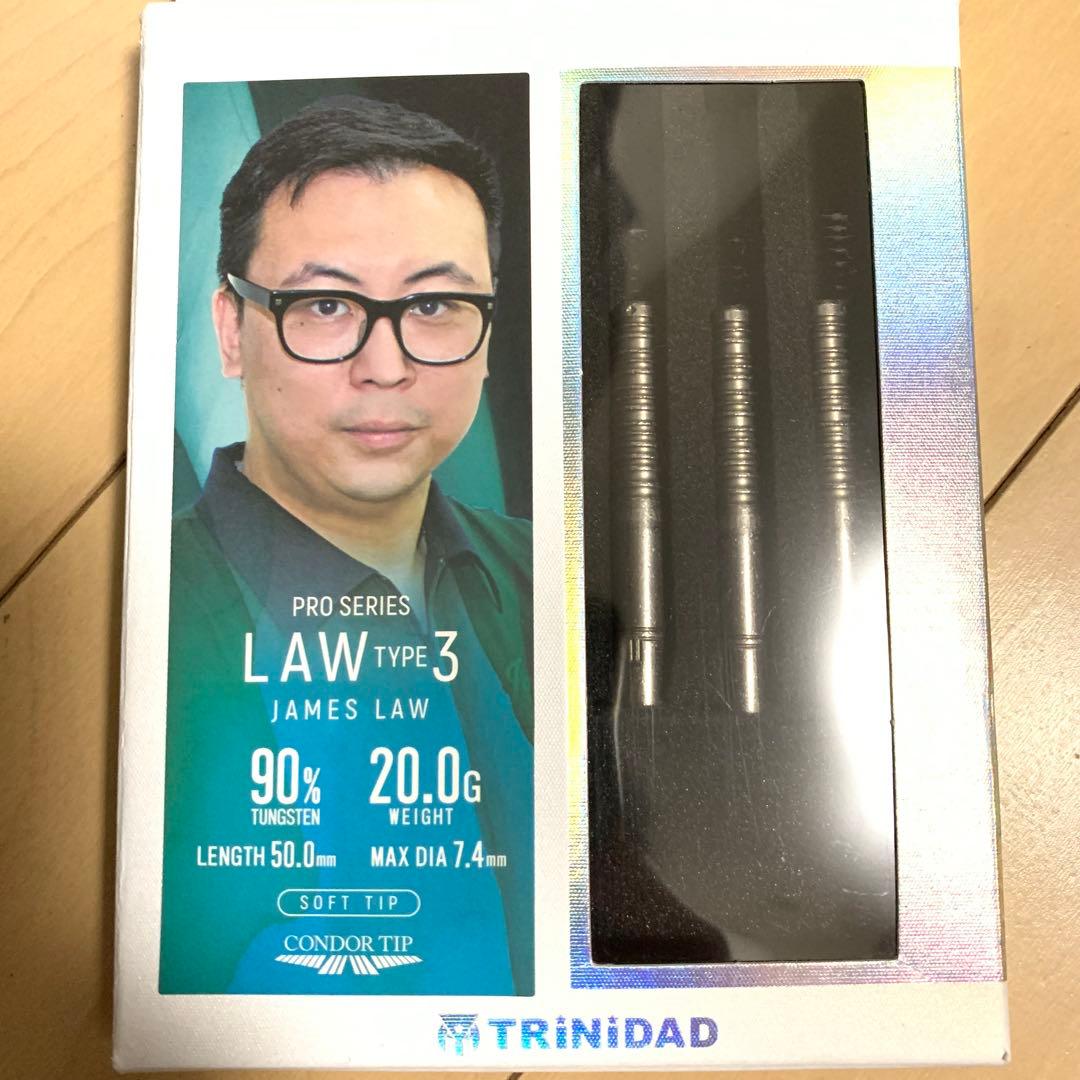 PRO SERIES
LAW TYPE 3
JAMES LAW
90% 20.0G
TUNGSTEN WEIGHT
LENGTH 50.0mm MAX DIA 7.4mm
SOFT TIP
CONDOR TIP
TRiNiDAD